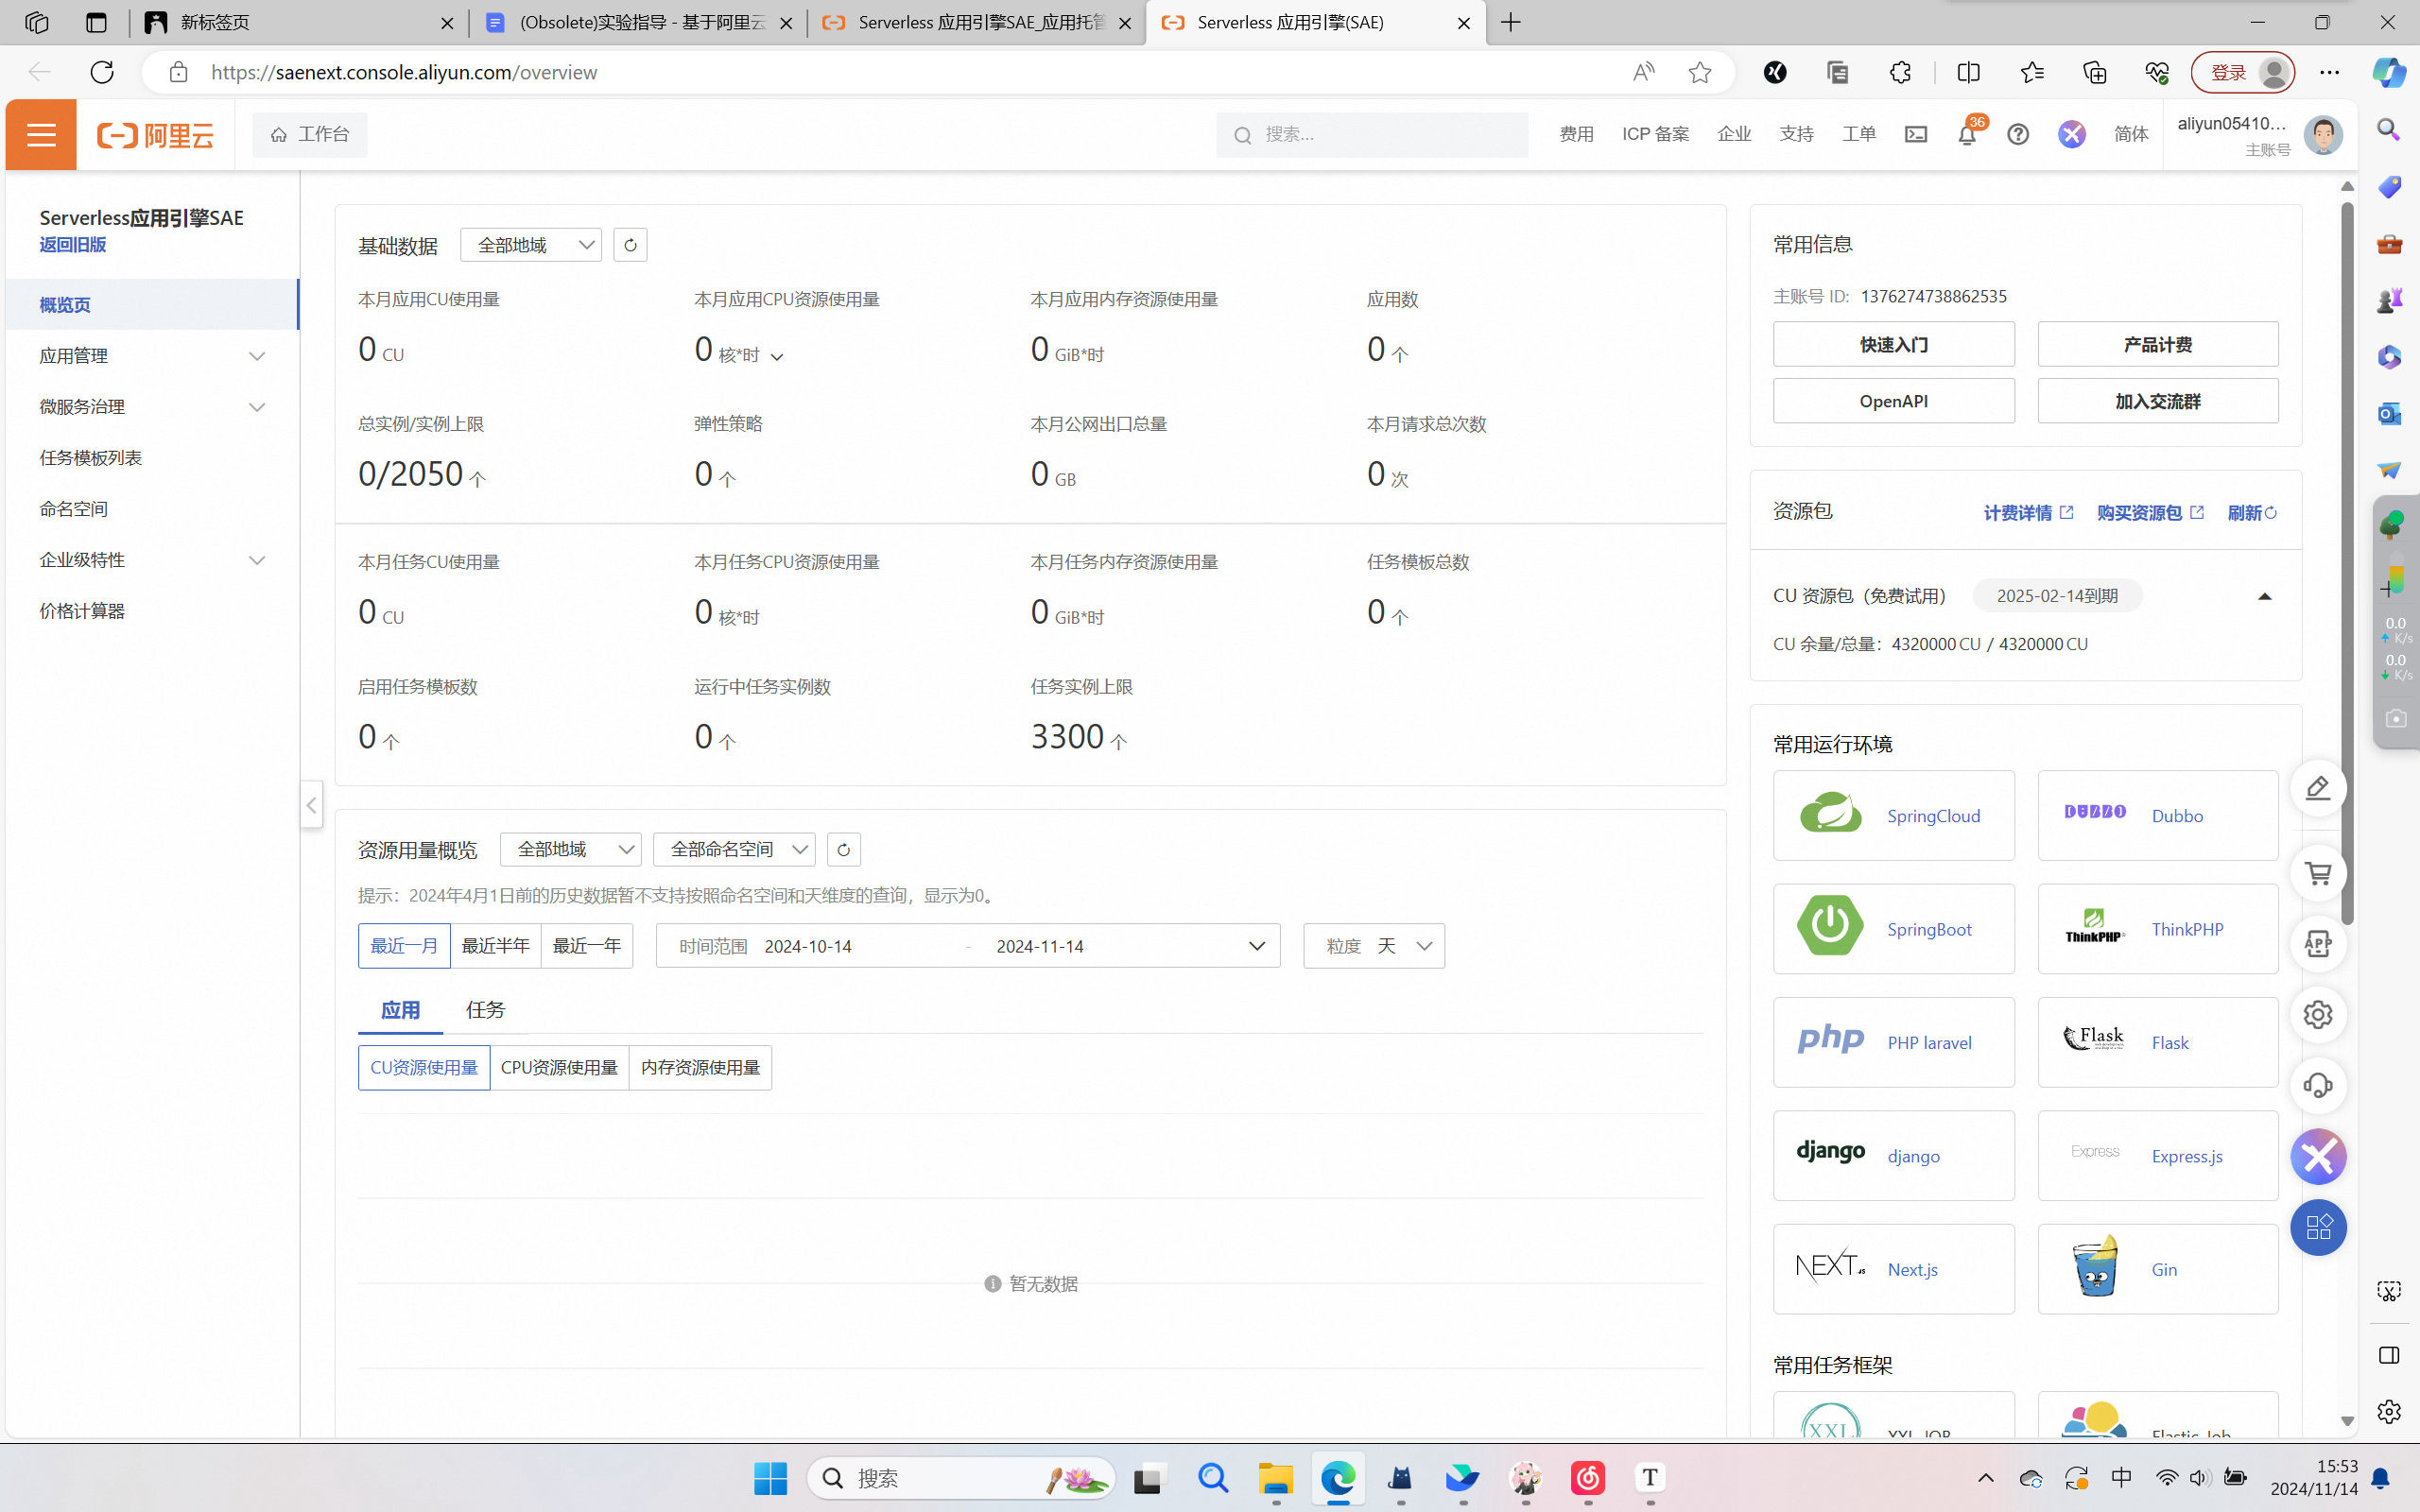 新标签页
(Obsolete)实验指导 - 基于阿里云
Serverless 应用引擎SAE_应用托管
Serverless 应用引擎(SAE)
https://saenext.console.aliyun.com/overview
登录
阿里云
工作台
搜索...
费用
ICP 备案
企业
支持
工单
36
简体
aliyun05410...
主账号
Serverless应用引擎SAE
返回旧版
概览页
应用管理
微服务治理
任务模板列表
命名空间
企业级特性
价格计算器
基础数据
全部地域
本月应用CU使用量
本月应用CPU资源使用量
本月应用内存资源使用量
应用数
0 CU
0 核*时
0 GiB*时
0 个
总实例/实例上限
弹性策略
本月公网出口总量
本月请求总次数
0/2050 个
0 个
0 GB
0 次
本月任务CU使用量
本月任务CPU资源使用量
本月任务内存资源使用量
任务模板总数
0 CU
0 核*时
0 GiB*时
0 个
启用任务模板数
运行中任务实例数
任务实例上限
0 个
0 个
3300 个
资源用量概览
全部地域
全部命名空间
提示：2024年4月1日前的历史数据暂不支持按照命名空间和天维度的查询，显示为0。
最近一月
最近半年
最近一年
时间范围 2024-10-14 - 2024-11-14
粒度 天
应用
任务
CU资源使用量
CPU资源使用量
内存资源使用量
暂无数据
常用信息
主账号 ID: 1376274738862535
快速入门
产品计费
OpenAPI
加入交流群
资源包
计费详情
购买资源包
刷新
CU 资源包（免费试用）
2025-02-14到期
CU 余量/总量：4320000 CU / 4320000 CU
常用运行环境
SpringCloud
DUBBO
Dubbo
SpringBoot
ThinkPHP
ThinkPHP
php
PHP laravel
Flask
Flask
django
django
Express
Express.js
NEXT.JS
Next.js
Gin
常用任务框架
XXL
XXL-JOB
Elastic-Job
APP
0.0
K/s
0.0
K/s
搜索
T
中
15:53
2024/11/14